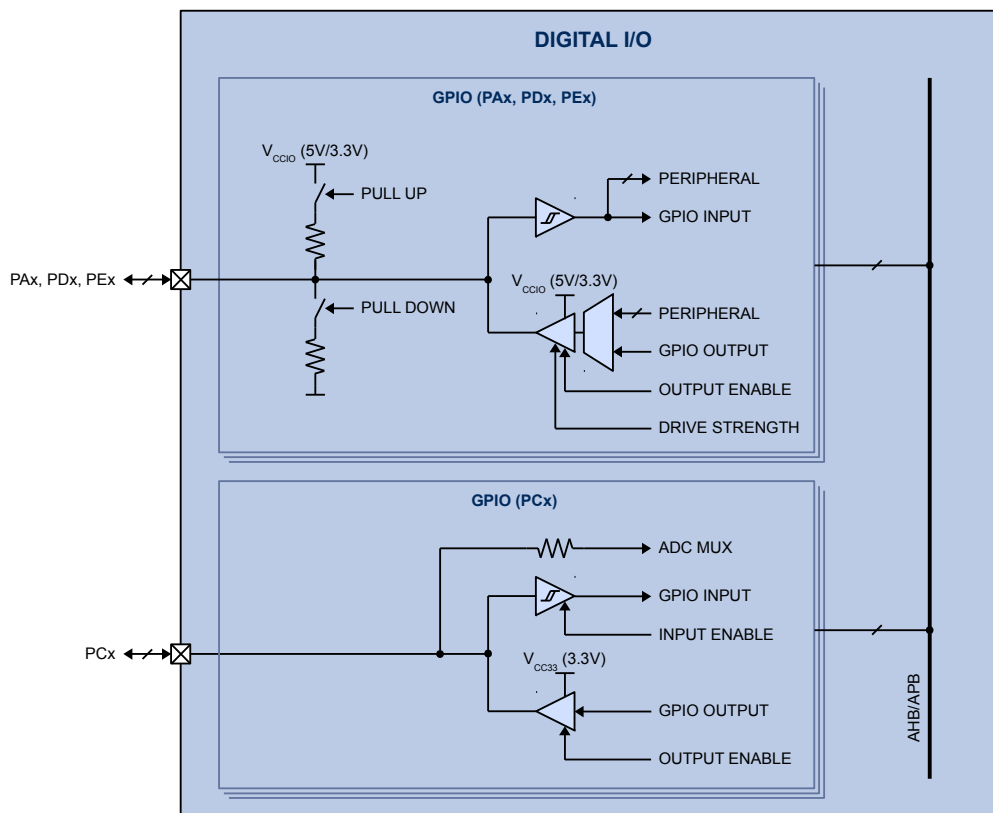 DIGITAL I/O
GPIO (PAx, PDx, PEx)
VCCIO (5V/3.3V)
PULL UP
PERIPHERAL
GPIO INPUT
PAx, PDx, PEx
VCCIO (5V/3.3V)
PULL DOWN
PERIPHERAL
GPIO OUTPUT
OUTPUT ENABLE
DRIVE STRENGTH
GPIO (PCx)
ADC MUX
GPIO INPUT
INPUT ENABLE
PCx
VCC33 (3.3V)
GPIO OUTPUT
OUTPUT ENABLE
AHB/APB